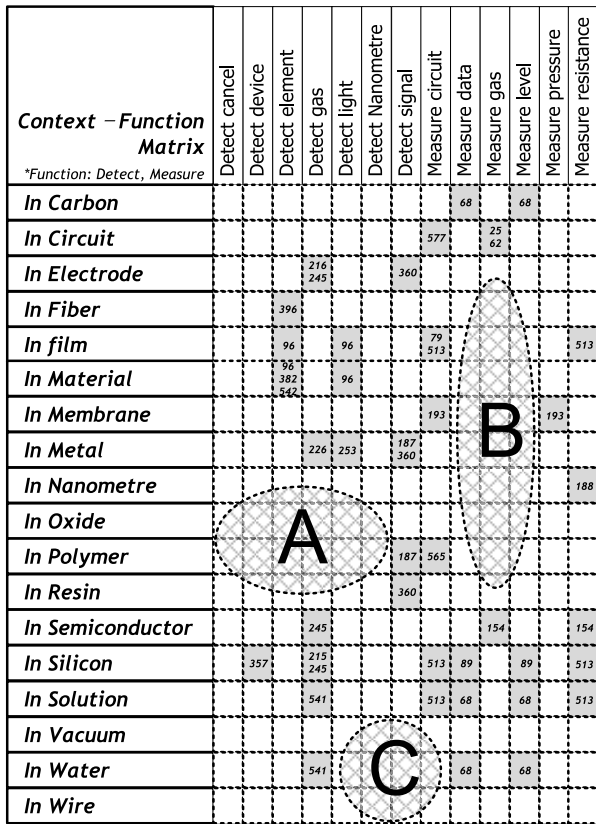 Context – Function
Matrix
*Function: Detect, Measure
Detect cancel
Detect device
Detect element
Detect gas
Detect light
Detect Nanometre
Detect signal
Measure circuit
Measure data
Measure gas
Measure level
Measure pressure
Measure resistance
In Carbon 68 68
In Circuit 577 25 62
In Electrode 216 245 360
In Fiber 396
In film 96 96 79 513 513
In Material 96 382 542 96
In Membrane 193 193
In Metal 226 253 187 360
In Nanometre 188
In Oxide
In Polymer 187 565
In Resin 360
In Semiconductor 245 154 154
In Silicon 357 215 245 513 89 89 513
In Solution 541 513 68 68 513
In Vacuum
In Water 541 68 68
In Wire
A
B
C